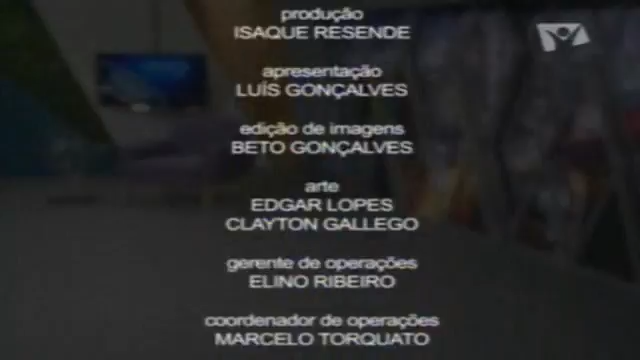 produção
ISAQUE RESENDE
apresentação
LUÍS GONÇALVES
edição de imagens
BETO GONÇALVES
arte
EDGAR LOPES
CLAYTON GALLEGO
gerente de operações
ELINO RIBEIRO
coordenador de operações
MARCELO TORQUATO